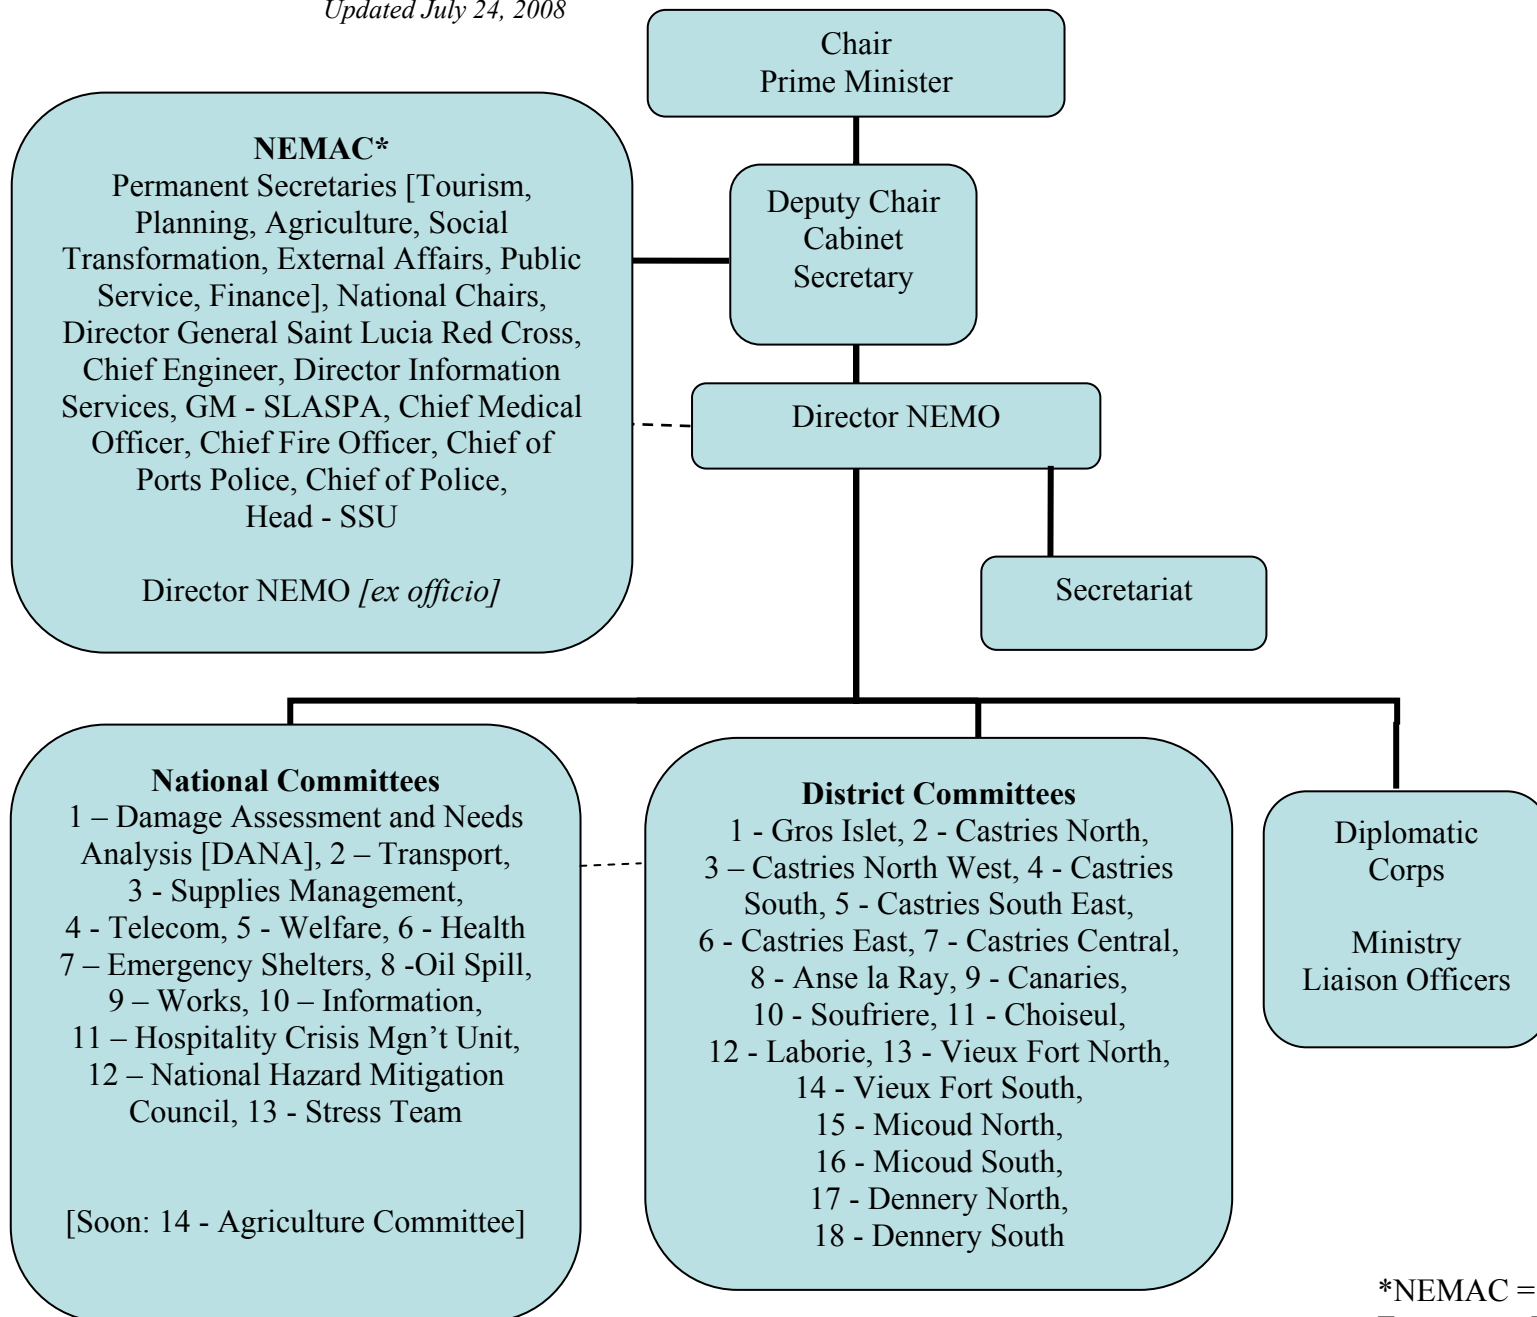 Updated July 24, 2008
Chair
Prime Minister
NEMAC*
Permanent Secretaries [Tourism,
Planning, Agriculture, Social
Transformation, External Affairs, Public
Service, Finance], National Chairs,
Director General Saint Lucia Red Cross,
Chief Engineer, Director Information
Services, GM - SLASPA, Chief Medical
Officer, Chief Fire Officer, Chief of
Ports Police, Chief of Police,
Head - SSU
Director NEMO [ex officio]
Deputy Chair
Cabinet
Secretary
Director NEMO
Secretariat
National Committees
1 – Damage Assessment and Needs
Analysis [DANA], 2 – Transport,
3 - Supplies Management,
4 - Telecom, 5 - Welfare, 6 - Health
7 – Emergency Shelters, 8 -Oil Spill,
9 – Works, 10 – Information,
11 – Hospitality Crisis Mgn’t Unit,
12 – National Hazard Mitigation
Council, 13 - Stress Team
[Soon: 14 - Agriculture Committee]
District Committees
1 - Gros Islet, 2 - Castries North,
3 – Castries North West, 4 - Castries
South, 5 - Castries South East,
6 - Castries East, 7 - Castries Central,
8 - Anse la Ray, 9 - Canaries,
10 - Soufriere, 11 - Choiseul,
12 - Laborie, 13 - Vieux Fort North,
14 - Vieux Fort South,
15 - Micoud North,
16 - Micoud South,
17 - Dennery North,
18 - Dennery South
Diplomatic
Corps
Ministry
Liaison Officers
*NEMAC =